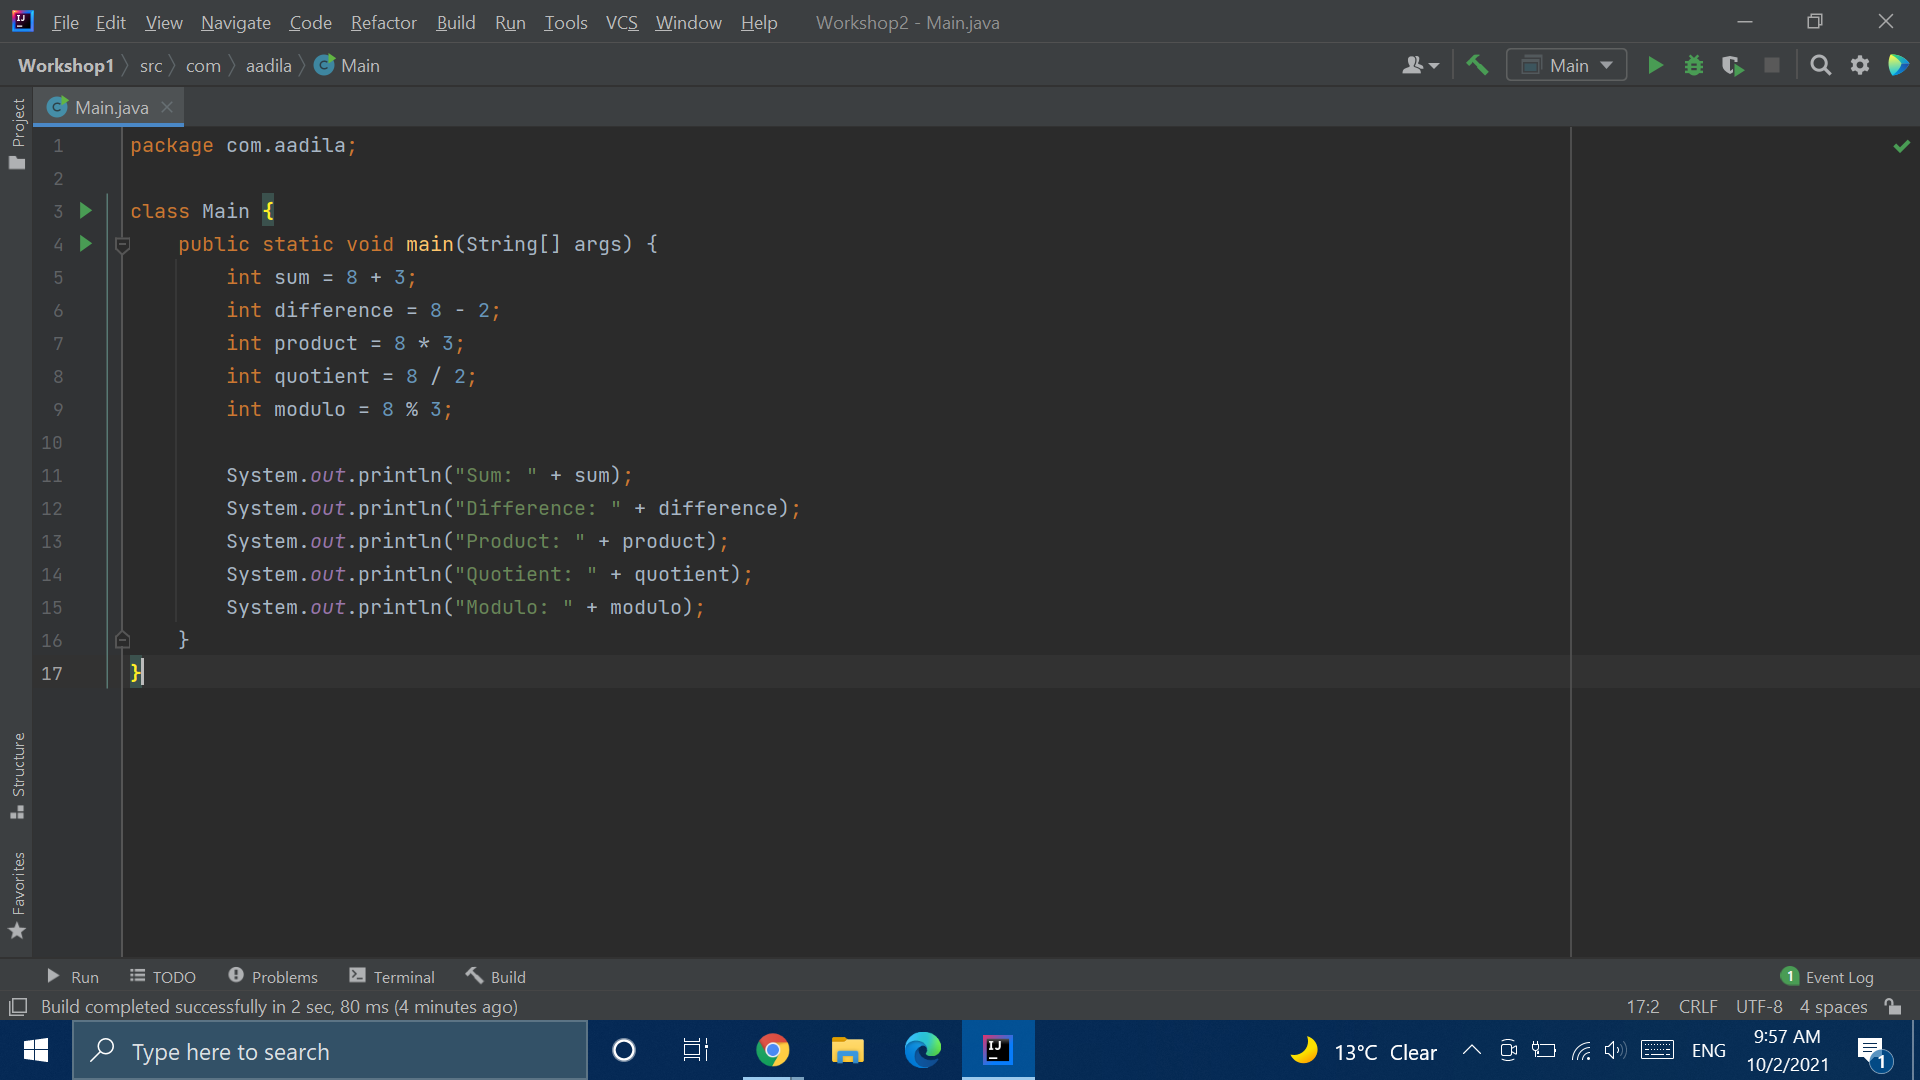 File Edit View Navigate Code Refactor Build Run Tools VCS Window Help Workshop2 - Main.java
Workshop1 src com aadila Main Main
Project
Main.java
1 package com.aadila;
2
3 class Main {
4 public static void main(String[] args) {
5 int sum = 8 + 3;
6 int difference = 8 - 2;
7 int product = 8 * 3;
8 int quotient = 8 / 2;
9 int modulo = 8 % 3;
10
11 System.out.println("Sum: " + sum);
12 System.out.println("Difference: " + difference);
13 System.out.println("Product: " + product);
14 System.out.println("Quotient: " + quotient);
15 System.out.println("Modulo: " + modulo);
16 }
17 }
Structure
Favorites
Run TODO Problems Terminal Build 1 Event Log
Build completed successfully in 2 sec, 80 ms (4 minutes ago) 17:2 CRLF UTF-8 4 spaces
Type here to search 13°C Clear ENG 9:57 AM
10/2/2021 1